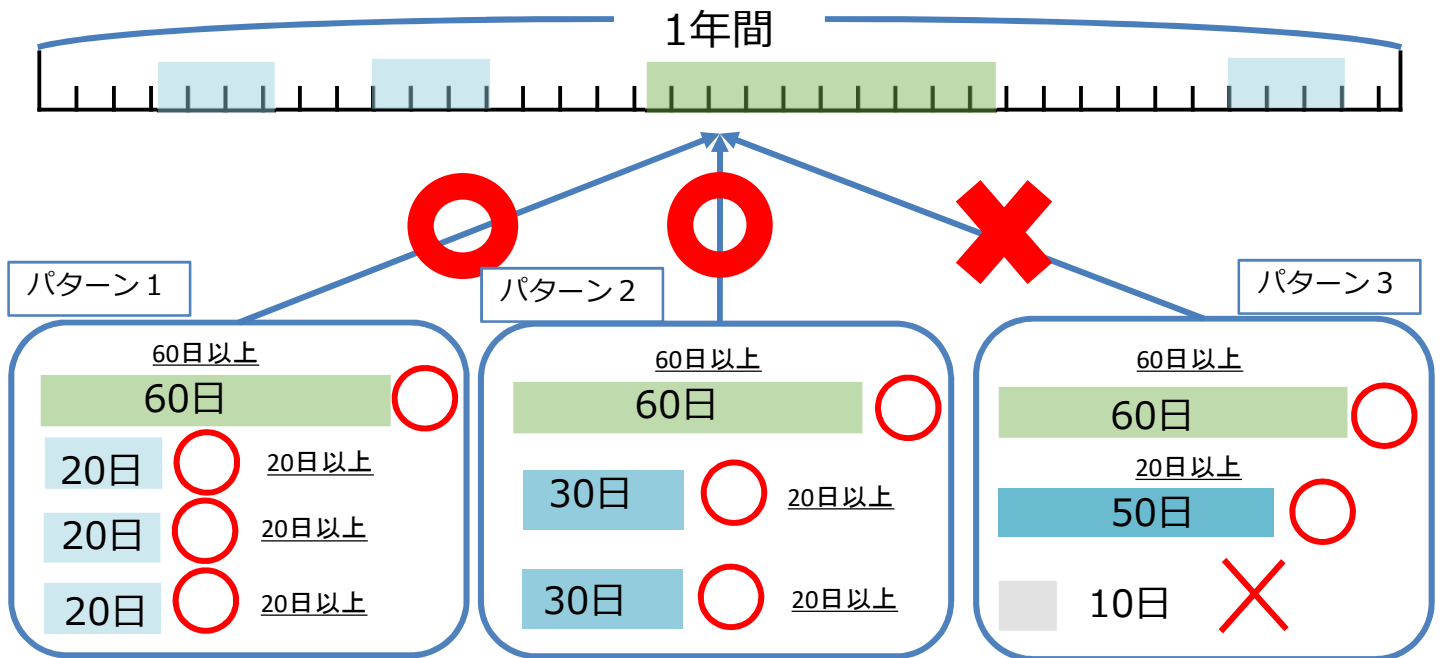 1年間
パターン１
60日以上
60日
20日
20日以上
20日
20日以上
20日
20日以上
パターン２
60日以上
60日
30日
20日以上
30日
20日以上
パターン３
60日以上
60日
20日以上
50日
10日